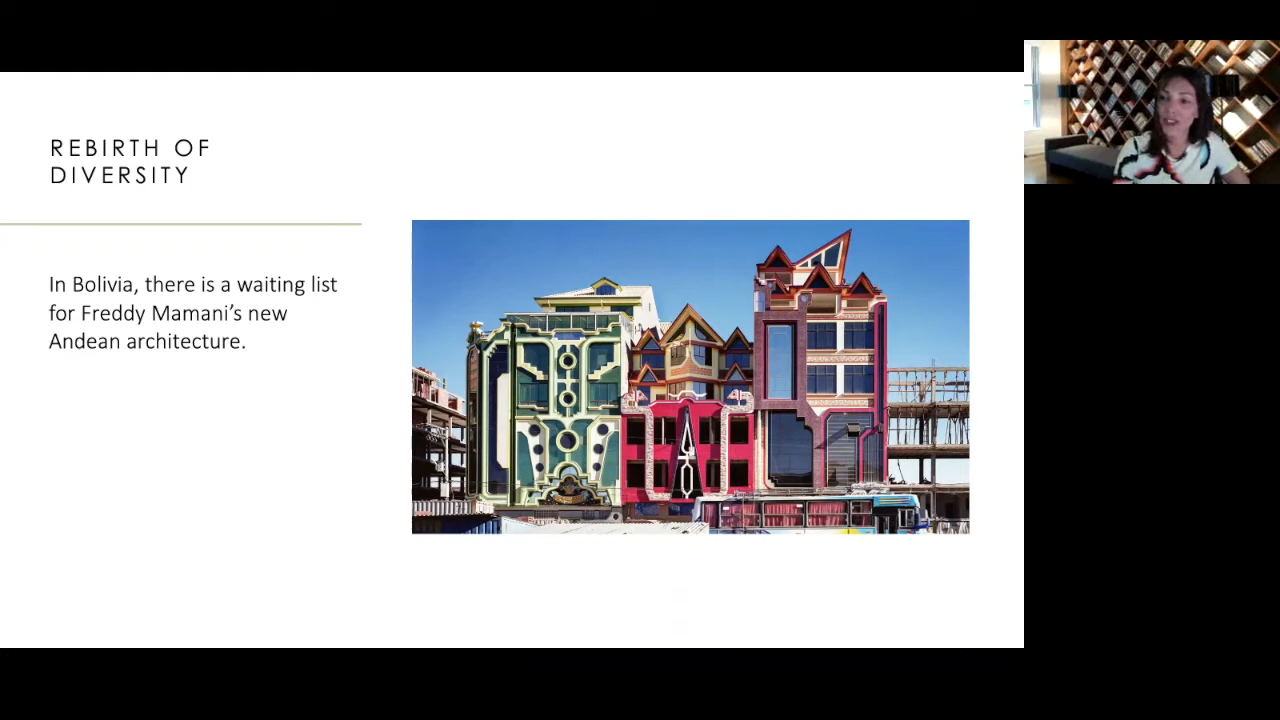 REBIRTH OF
DIVERSITY
In Bolivia, there is a waiting list
for Freddy Mamani’s new
Andean architecture.